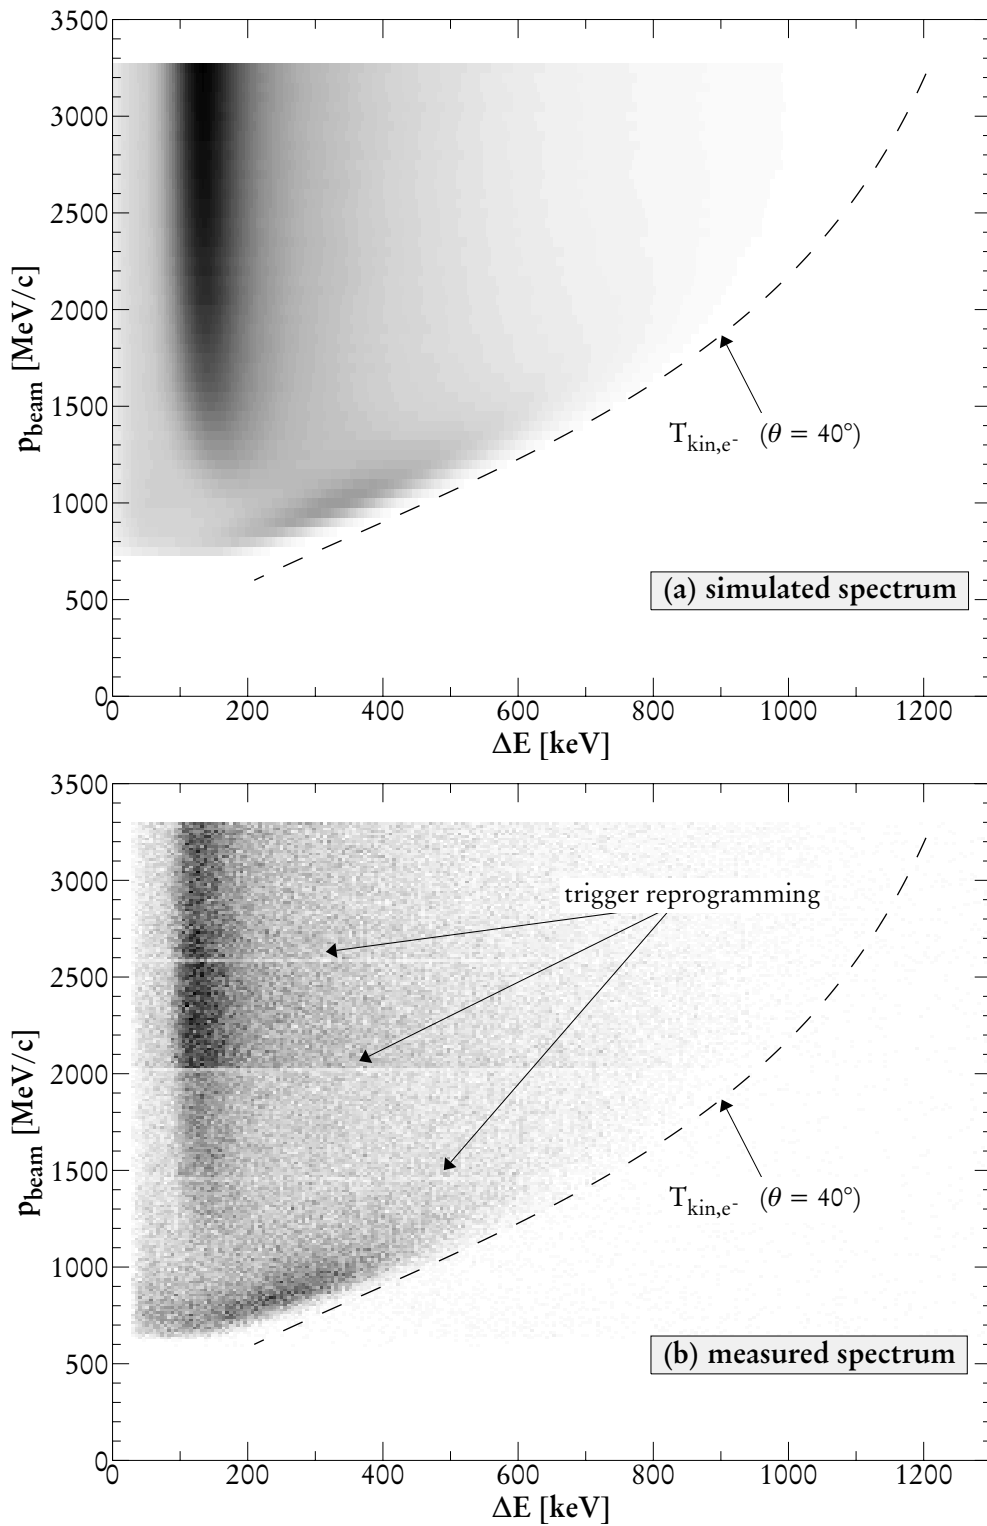 3500
3000
2500
2000
1500
1000
500
0
p_beam [MeV/c]
T_kin,e⁻ (θ = 40°)
(a) simulated spectrum
0 200 400 600 800 1000 1200
ΔE [keV]
3500
3000
2500
2000
1500
1000
500
0
p_beam [MeV/c]
trigger reprogramming
T_kin,e⁻ (θ = 40°)
(b) measured spectrum
0 200 400 600 800 1000 1200
ΔE [keV]